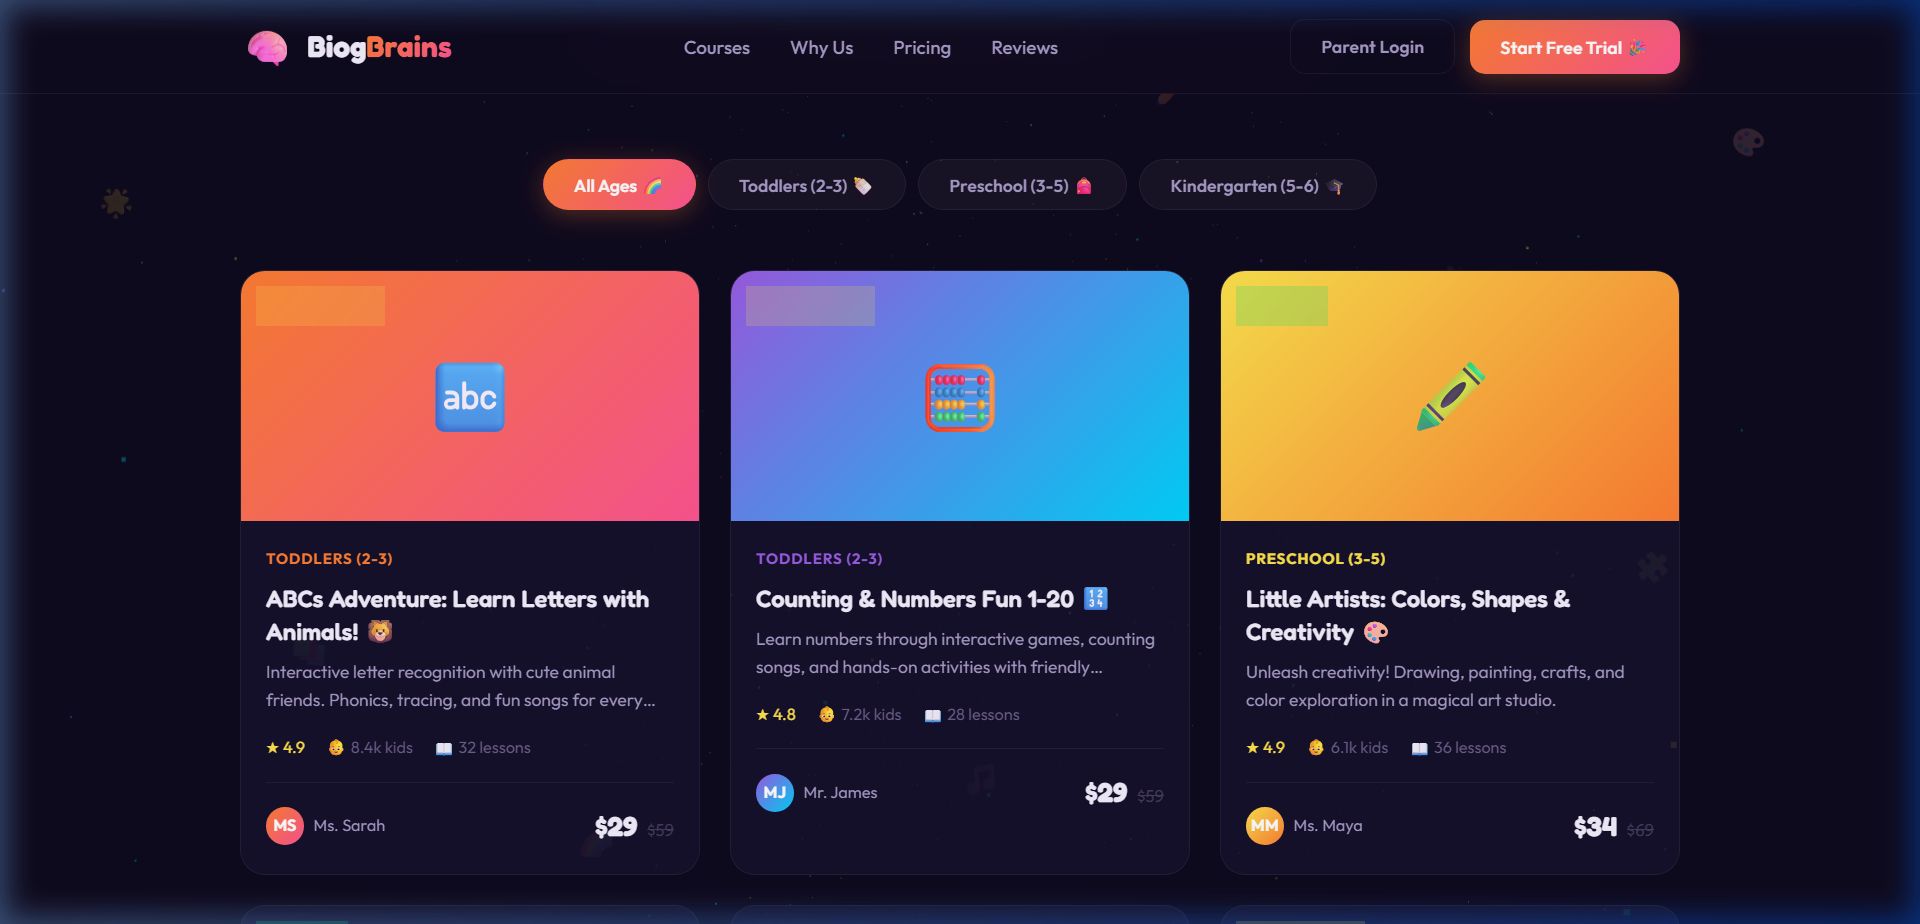 BiogBrains
Courses Why Us Pricing Reviews
Parent Login
Start Free Trial
All Ages
Toddlers (2-3)
Preschool (3-5)
Kindergarten (5-6)
abc
TODDLERS (2-3)
ABCs Adventure: Learn Letters with
Animals!
Interactive letter recognition with cute animal
friends. Phonics, tracing, and fun songs for every...
★ 4.9 8.4k kids 32 lessons
MS Ms. Sarah $29 $59
TODDLERS (2-3)
Counting & Numbers Fun 1-20 1234
Learn numbers through interactive games, counting
songs, and hands-on activities with friendly...
★ 4.8 7.2k kids 28 lessons
MJ Mr. James $29 $59
PRESCHOOL (3-5)
Little Artists: Colors, Shapes &
Creativity
Unleash creativity! Drawing, painting, crafts, and
color exploration in a magical art studio.
★ 4.9 6.1k kids 36 lessons
MM Ms. Maya $34 $69